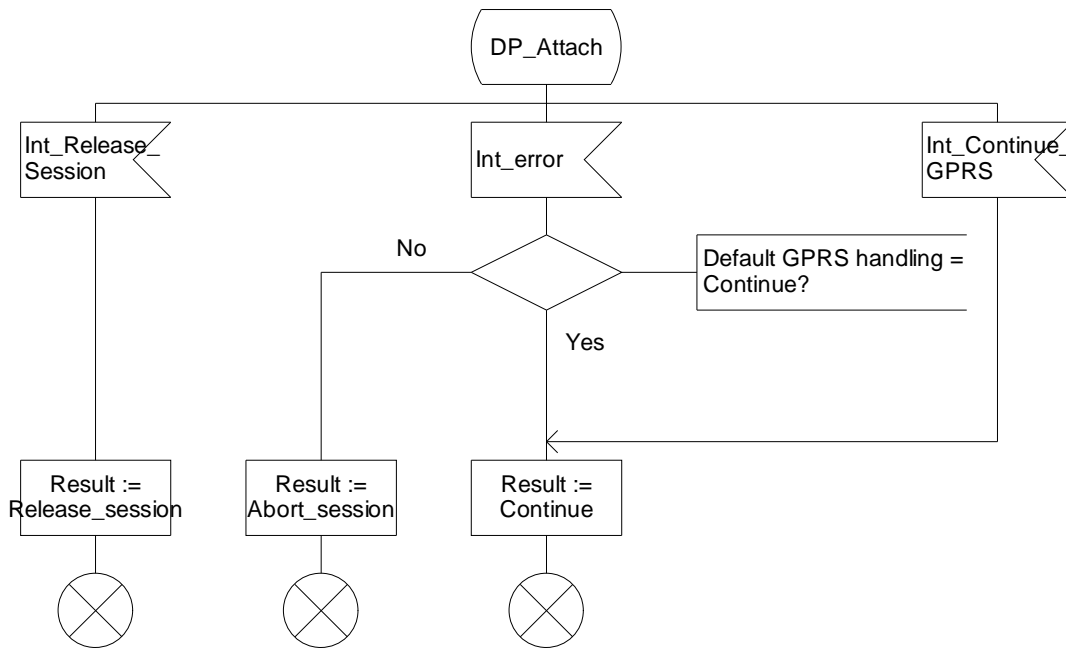 DP_Attach
Int_Release_
Session
Int_error
Int_Continue_
GPRS
No
Default GPRS handling =
Continue?
Yes
Result :=
Release_session
Result :=
Abort_session
Result :=
Continue